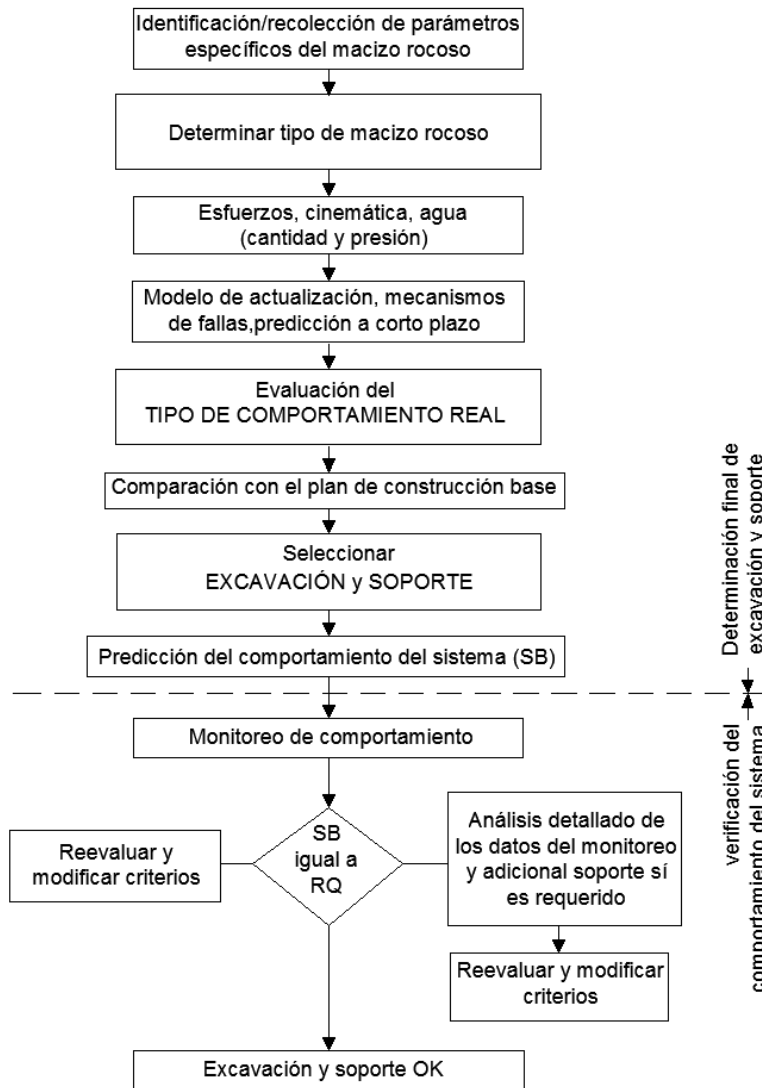 Identificación/recolección de parámetros
específicos del macizo rocoso
Determinar tipo de macizo rocoso
Esfuerzos, cinemática, agua
(cantidad y presión)
Modelo de actualización, mecanismos
de fallas,predicción a corto plazo
Evaluación del
TIPO DE COMPORTAMIENTO REAL
Comparación con el plan de construcción base
Seleccionar
EXCAVACIÓN y SOPORTE
Predicción del comportamiento del sistema (SB)
Determinación final de
excavación y soporte
Monitoreo de comportamiento
SB
igual a
RQ
Reevaluar y
modificar criterios
Análisis detallado de
los datos del monitoreo
y adicional soporte sí
es requerido
Reevaluar y modificar
criterios
Excavación y soporte OK
verificación del
comportamiento del sistema